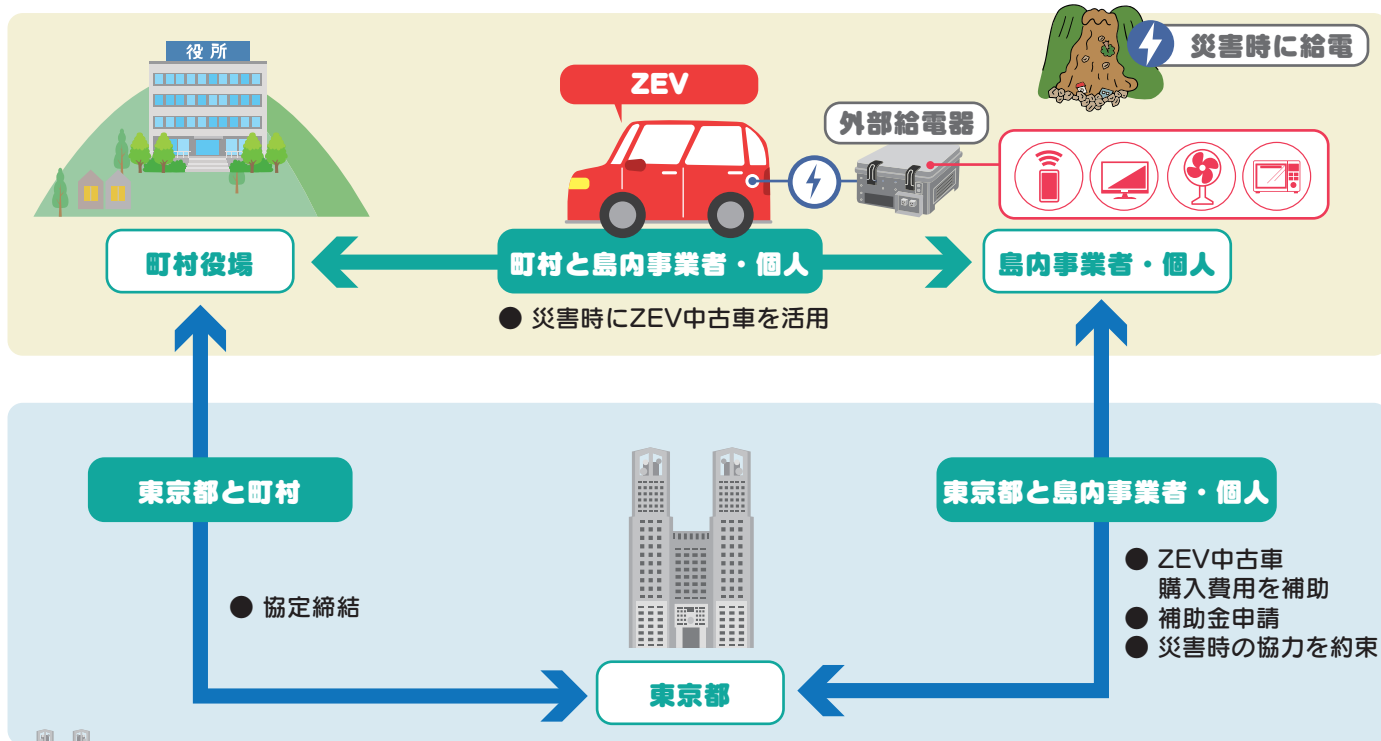 役所
ZEV
災害時に給電
外部給電器
町村役場
町村と島内事業者・個人
島内事業者・個人
● 災害時にZEV中古車を活用
東京都と町村
東京都と島内事業者・個人
● 協定締結
● ZEV中古車
購入費用を補助
● 補助金申請
● 災害時の協力を約束
東京都